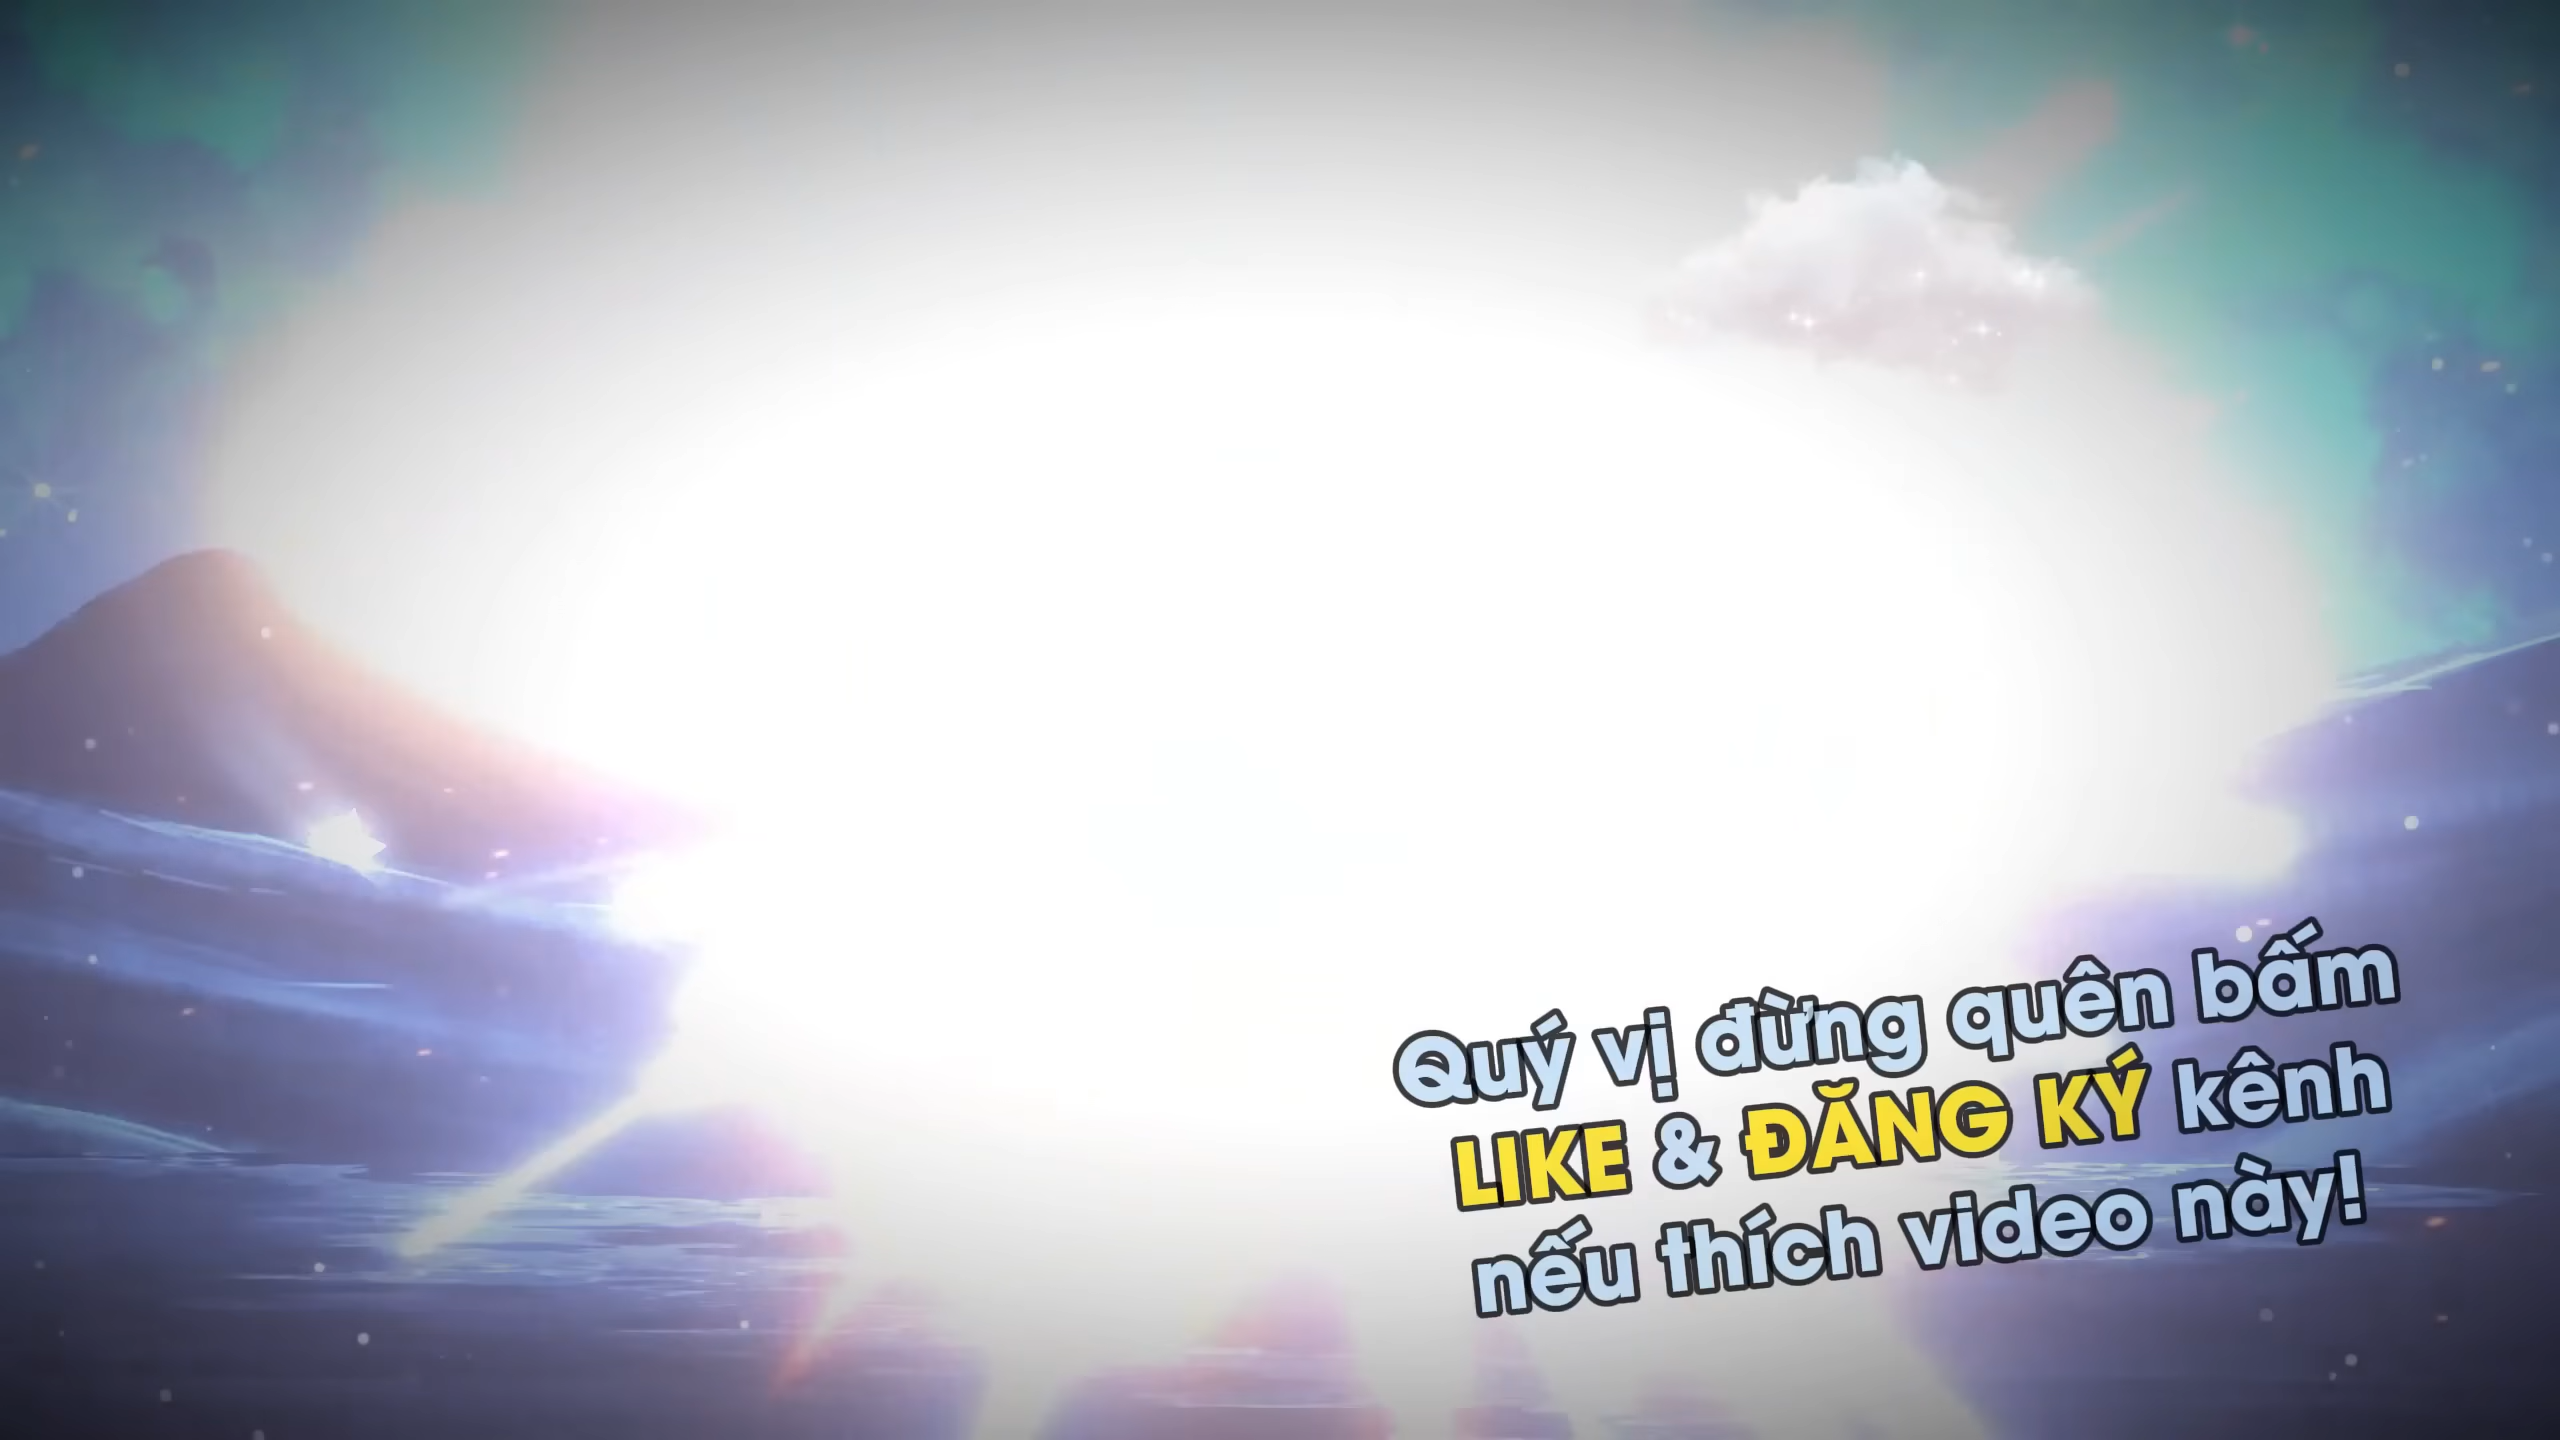 Quý vị đừng quên bấm
LIKE & ĐĂNG KÝ kênh
nếu thích video này!